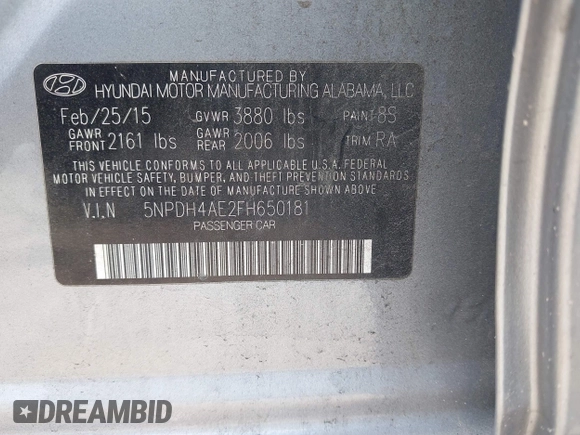 MANUFACTURED BY
HYUNDAI MOTOR MANUFACTURING ALABAMA, LLC
Feb/25/15 GVWR 3880 lbs PAINT 8S
GAWR FRONT 2161 lbs GAWR REAR 2006 lbs TRIM RA
THIS VEHICLE CONFORMS TO ALL APPLICABLE U.S.A. FEDERAL
MOTOR VEHICLE SAFETY, BUMPER, AND THEFT PREVENTION
STANDARDS IN EFFECT ON THE DATE OF MANUFACTURE SHOWN ABOVE
V.I.N 5NPDH4AE2FH650181
PASSENGER CAR
DREAMBID